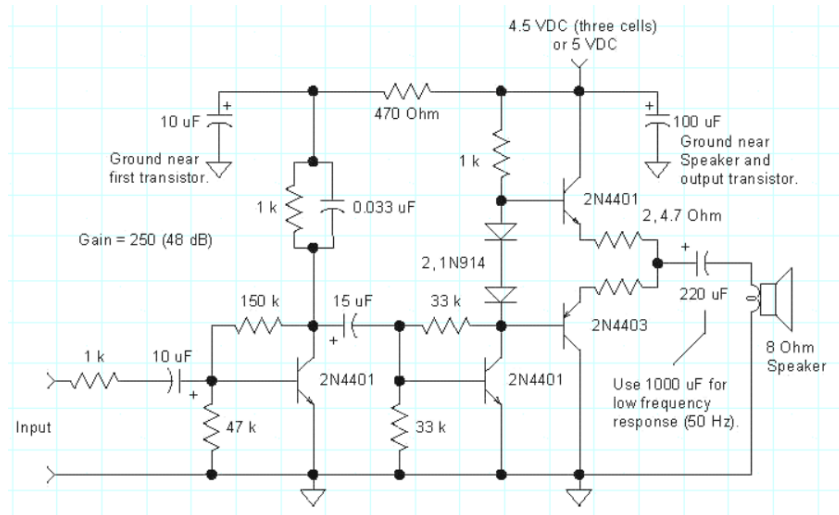 4.5 VDC (three cells)
or 5 VDC
10 uF
+
470 Ohm
+
100 uF
Ground near
first transistor.
1 k
Ground near
Speaker and
output transistor.
1 k
0.033 uF
2N4401
2, 4.7 Ohm
Gain = 250 (48 dB)
2, 1N914
+
150 k
15 uF
33 k
220 uF
+
2N4403
8 Ohm
Speaker
1 k
10 uF
+
2N4401
2N4401
Use 1000 uF for
low frequency
response (50 Hz).
Input
47 k
33 k